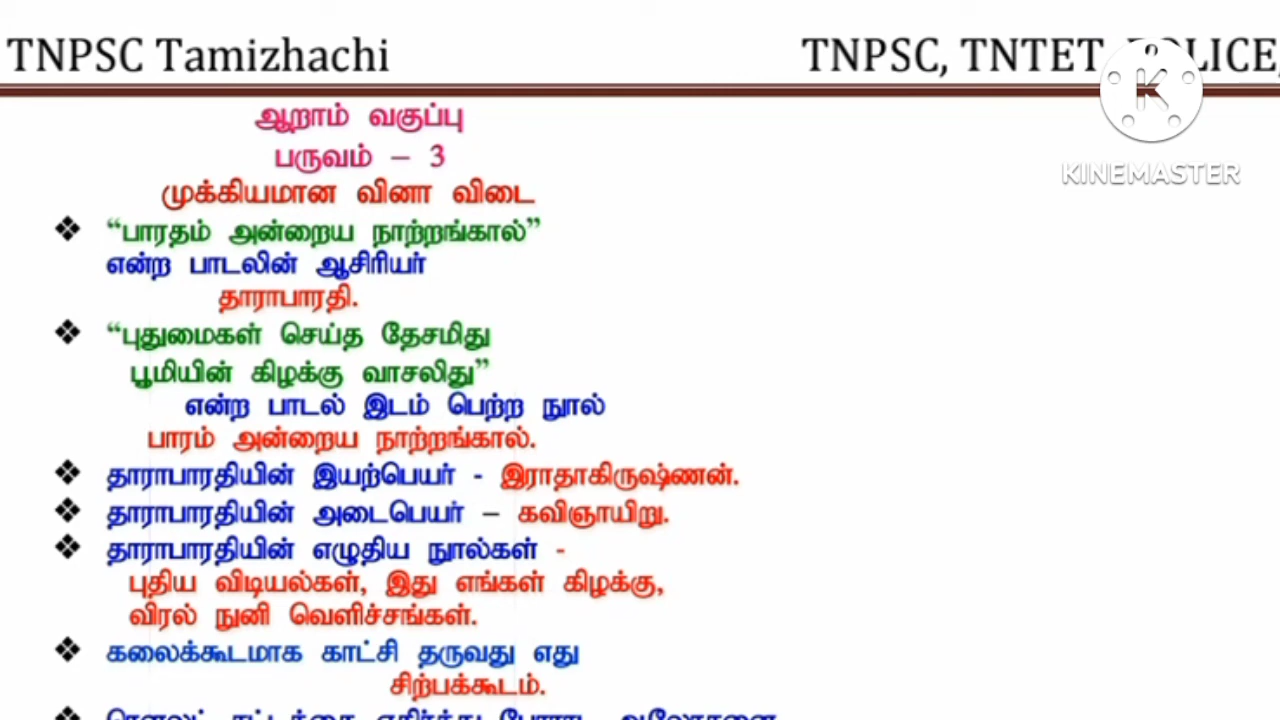 TNPSC Tamizhachi
TNPSC, TNTET, POLICE,
KINEMASTER
ஆறாம் வகுப்பு
பருவம் – 3
முக்கியமான வினா விடை
❖ “பாரதம் அன்றைய நாற்றங்கால்”
என்ற பாடலின் ஆசிரியர்
தாராபாரதி.
❖ “புதுமைகள் செய்த தேசமிது
பூமியின் கிழக்கு வாசலிது”
என்ற பாடல் இடம் பெற்ற நூல்
பாரம் அன்றைய நாற்றங்கால்.
❖ தாராபாரதியின் இயற்பெயர் - இராதாகிருஷ்ணன்.
❖ தாராபாரதியின் அடைபெயர் – கவிஞாயிறு.
❖ தாராபாரதியின் எழுதிய நூல்கள் -
புதிய விடியல்கள், இது எங்கள் கிழக்கு,
விரல் நுனி வெளிச்சங்கள்.
❖ கலைக்கூடமாக காட்சி தருவது எது
சிற்பக்கூடம்.